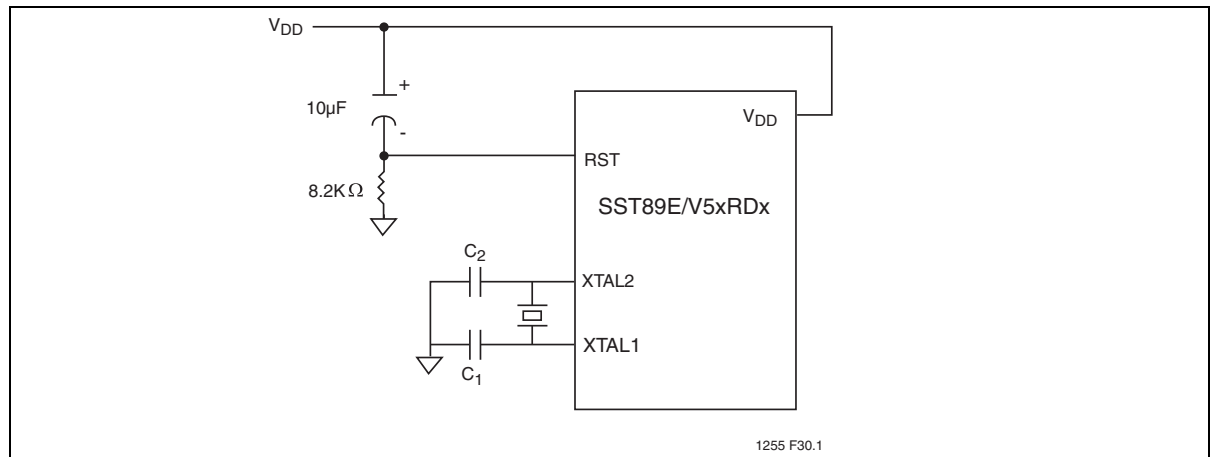 VDD
+
10µF
VDD
-
RST
8.2KΩ
SST89E/V5xRDx
C2
XTAL2
XTAL1
C1
1255 F30.1